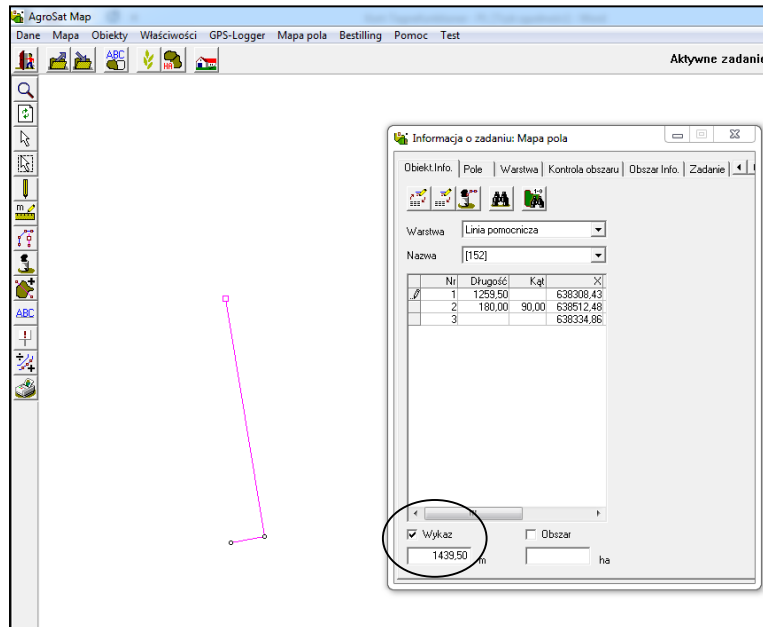 AgroSat Map
Dane Mapa Obiekty Właściwości GPS-Logger Mapa pola Bestilling Pomoc Test
ABC HA Aktywne zadanie
m
ABC
Informacja o zadaniu: Mapa pola
Obiekt.Info. Pole Warstwa Kontrola obszaru Obszar Info. Zadanie
Warstwa Linia pomocnicza
Nazwa [152]
Nr Długość Kąt X
1 1259,50 638308,43
2 180,00 90,00 638512,48
3 638334,86
Wykaz Obszar
1439,50 m ha